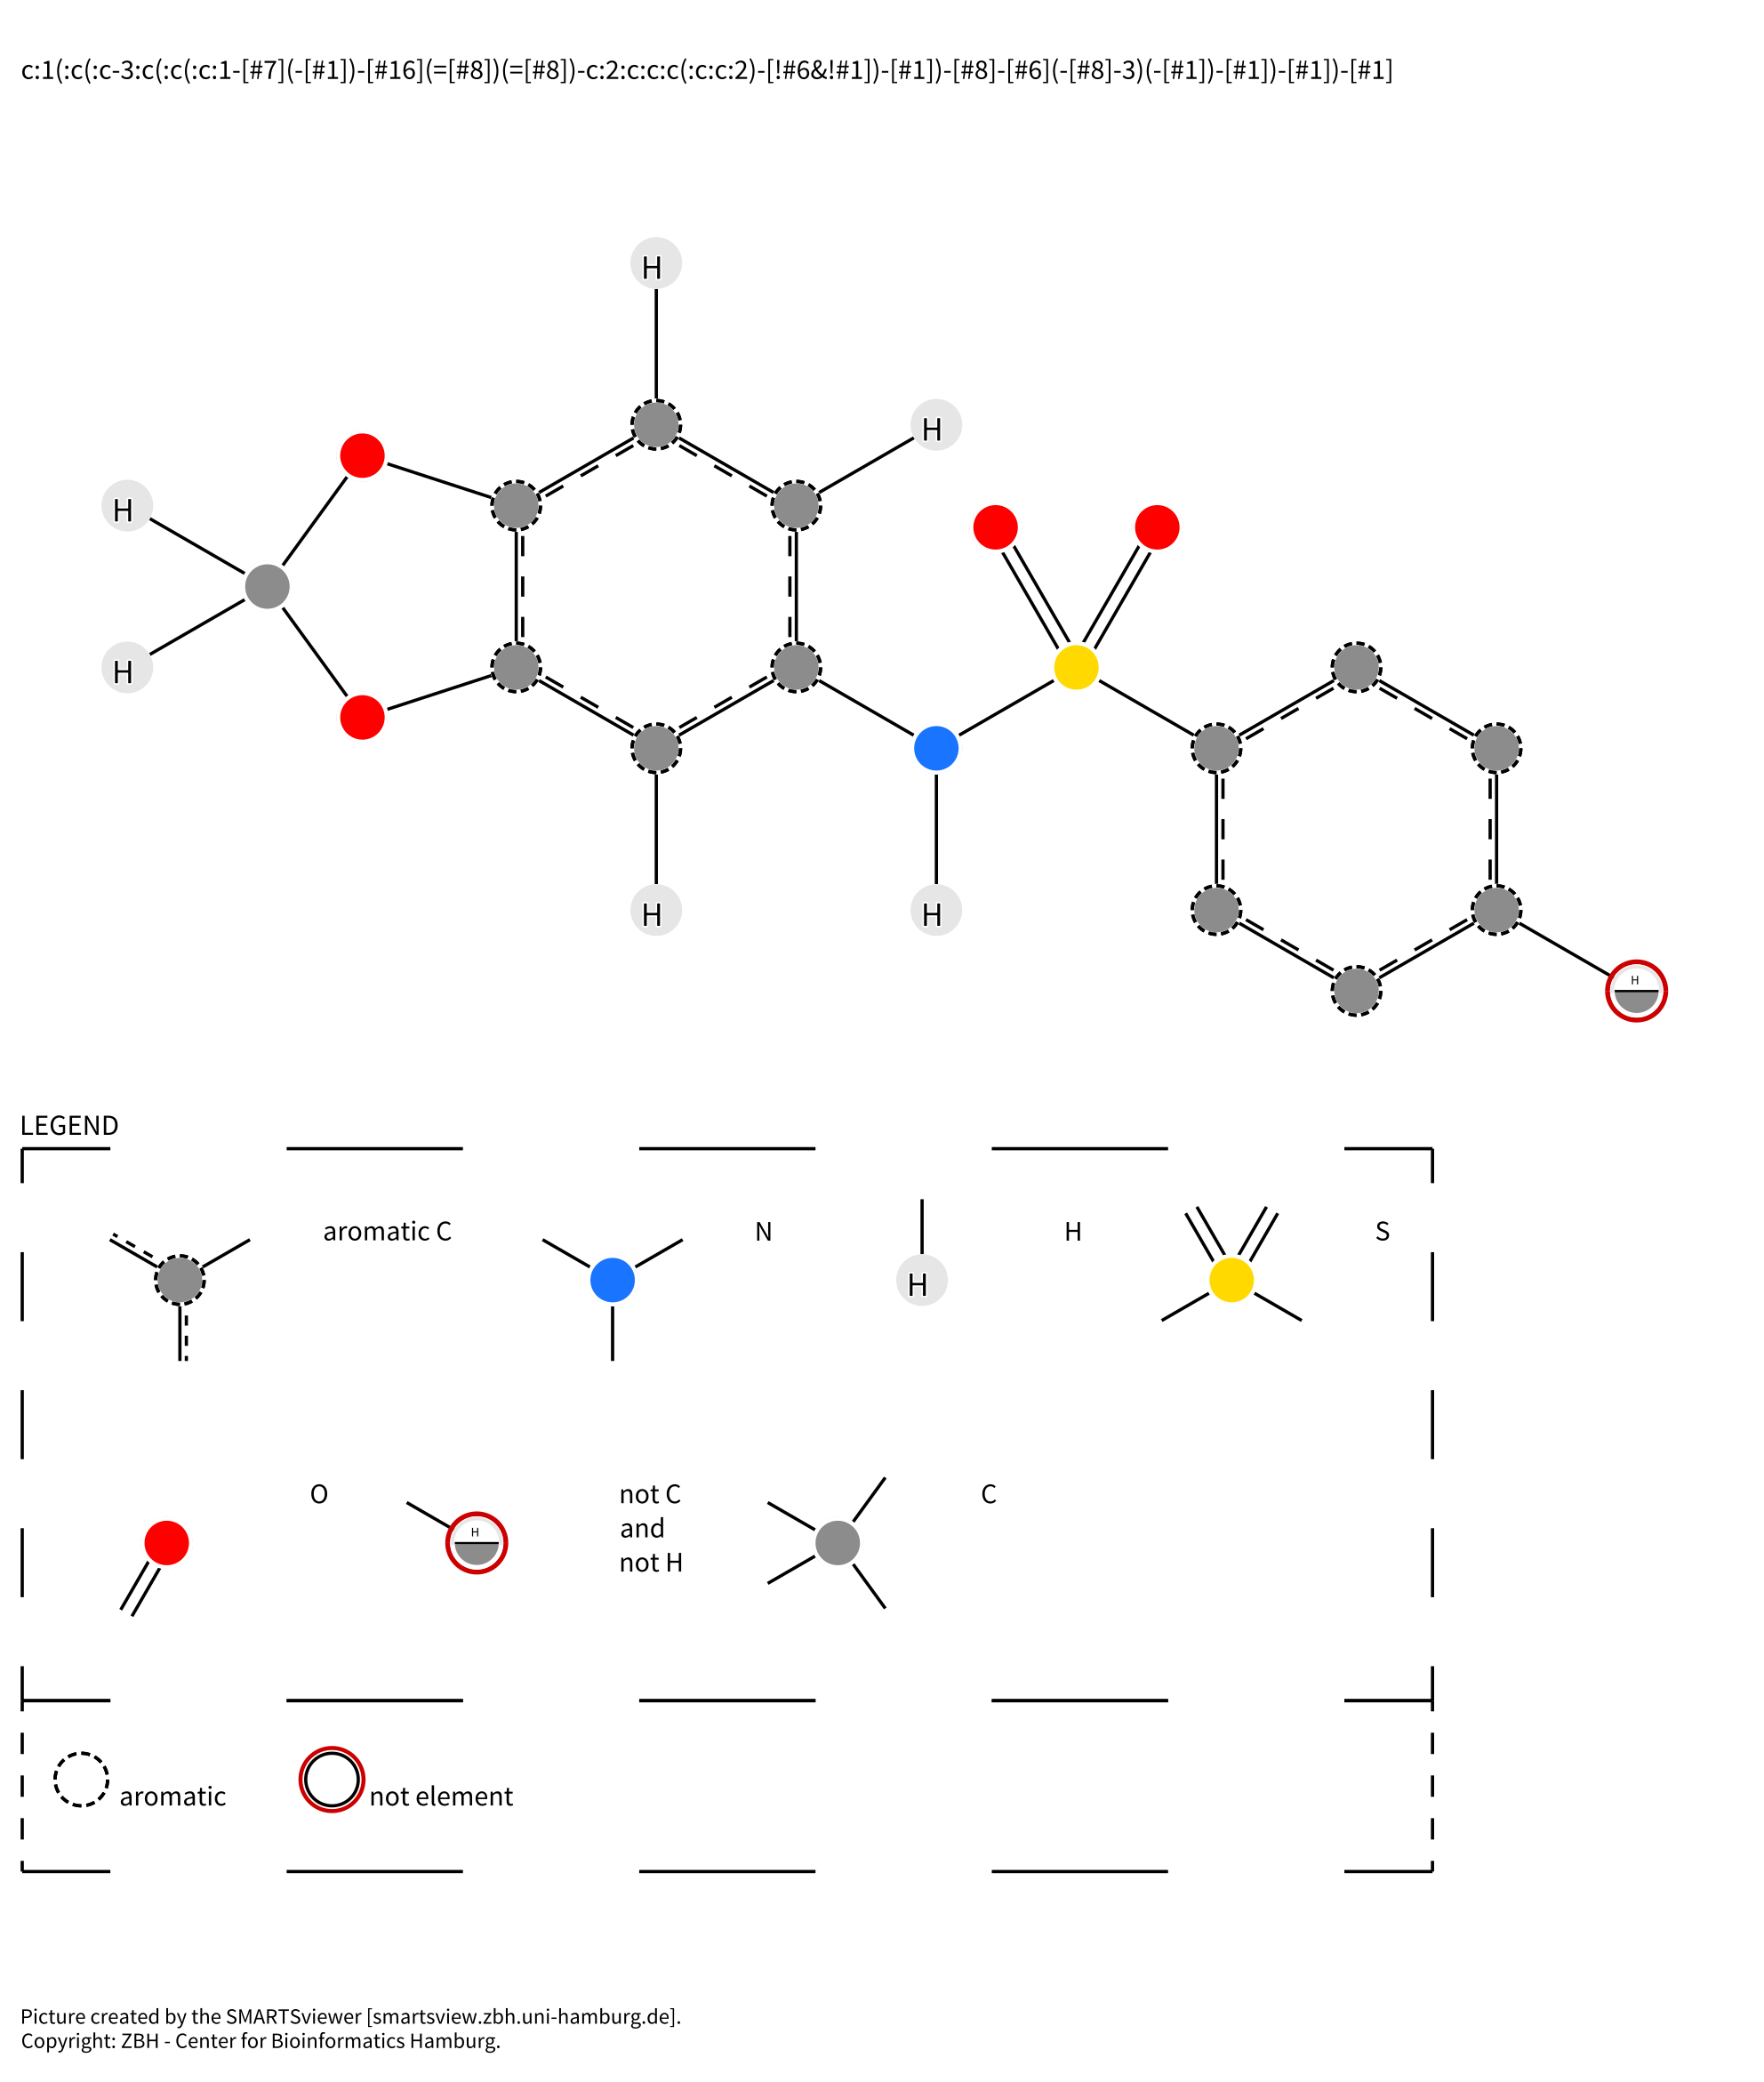 c:1(:c(:c-3:c(:c(:c:1-[#7](-[#1])-[#16](=[#8])(=[#8])-c:2:c:c:c(:c:c:2)-[!#6&!#1])-[#1])-[#8]-[#6](-[#8]-3)(-[#1])-[#1])-[#1])-[#1]
H
H
H
H
H
H
H
H
LEGEND
aromatic C
N
H
H
S
O
H
not C
and
not H
C
aromatic
not element
Picture created by the SMARTSviewer [smartsview.zbh.uni-hamburg.de].
Copyright: ZBH - Center for Bioinformatics Hamburg.